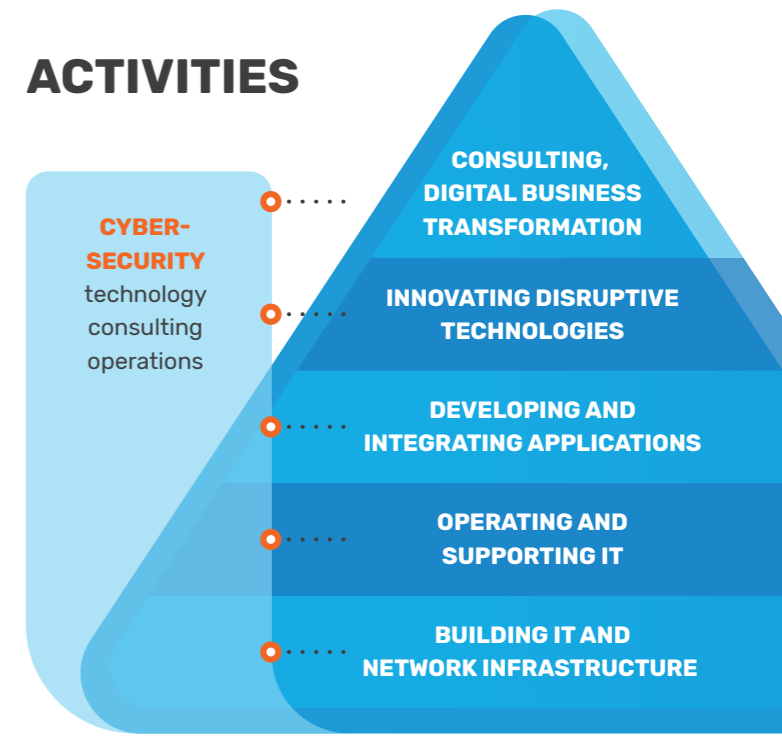 ACTIVITIES
CYBER-
SECURITY
technology
consulting
operations
CONSULTING,
DIGITAL BUSINESS
TRANSFORMATION
INNOVATING DISRUPTIVE
TECHNOLOGIES
DEVELOPING AND
INTEGRATING APPLICATIONS
OPERATING AND
SUPPORTING IT
BUILDING IT AND
NETWORK INFRASTRUCTURE